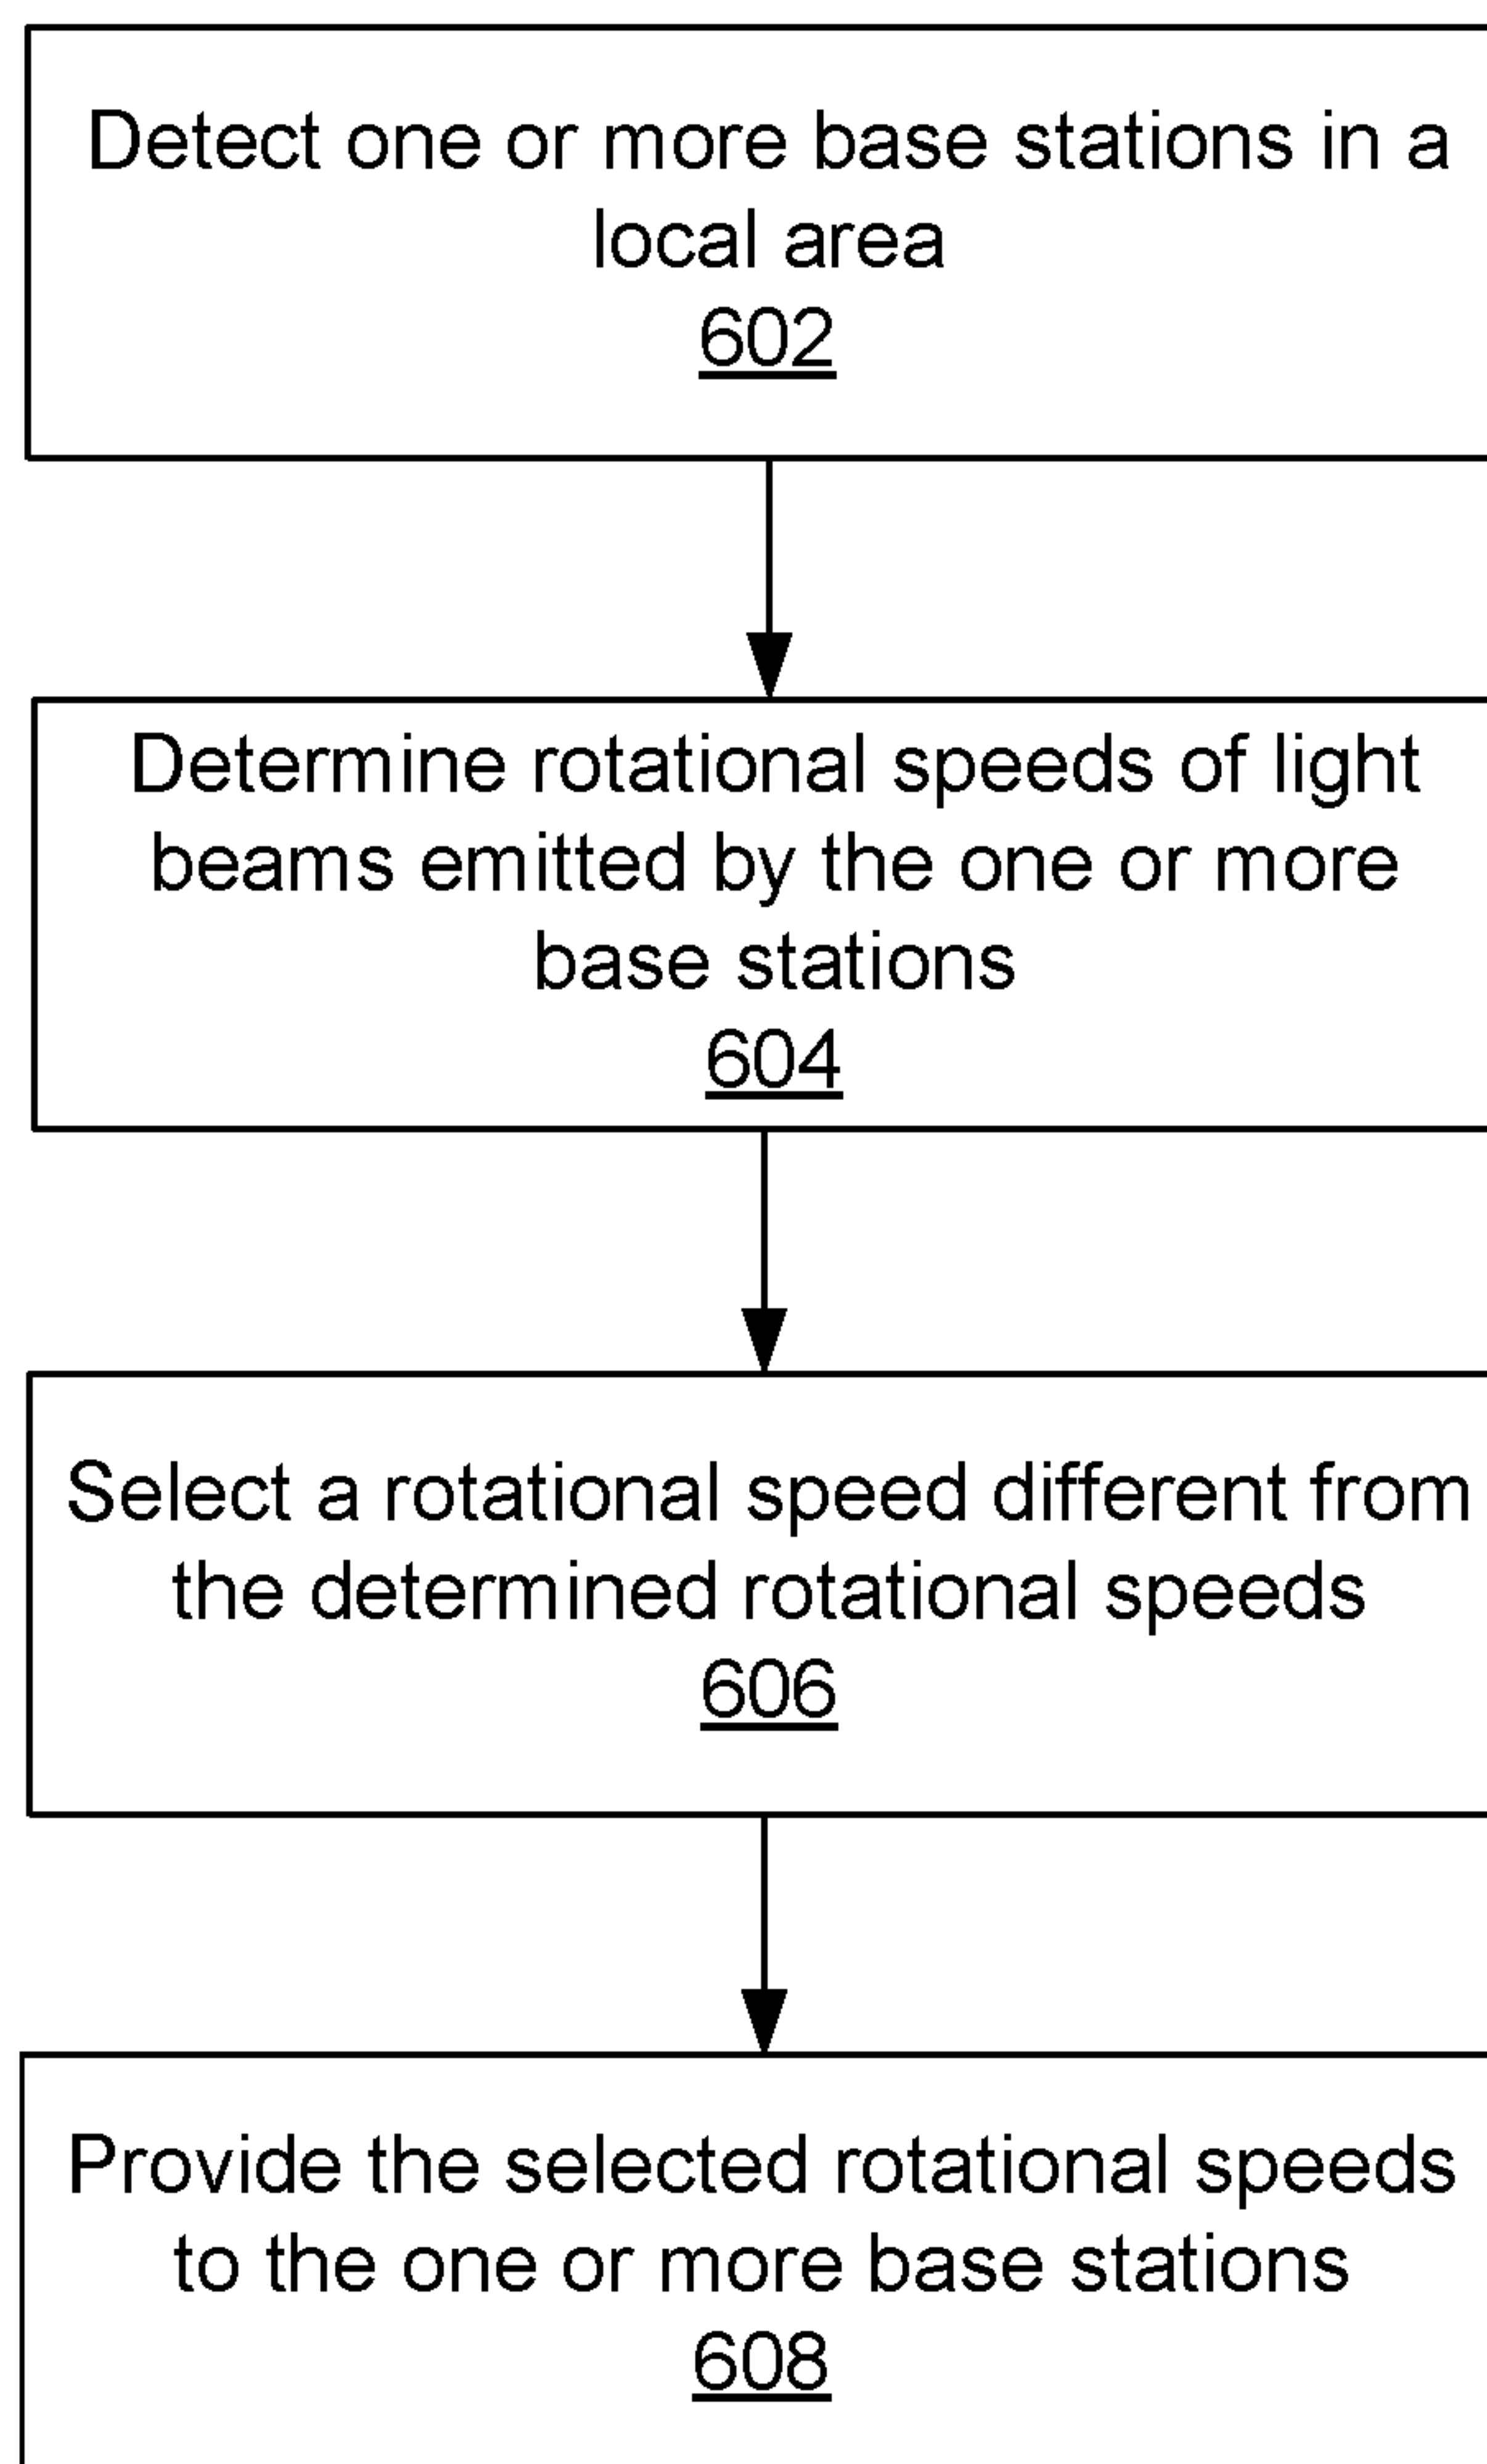 Detect one or more base stations in a
local area
602
Determine rotational speeds of light
beams emitted by the one or more
base stations
604
Select a rotational speed different from
the determined rotational speeds
606
Provide the selected rotational speeds
to the one or more base stations
608